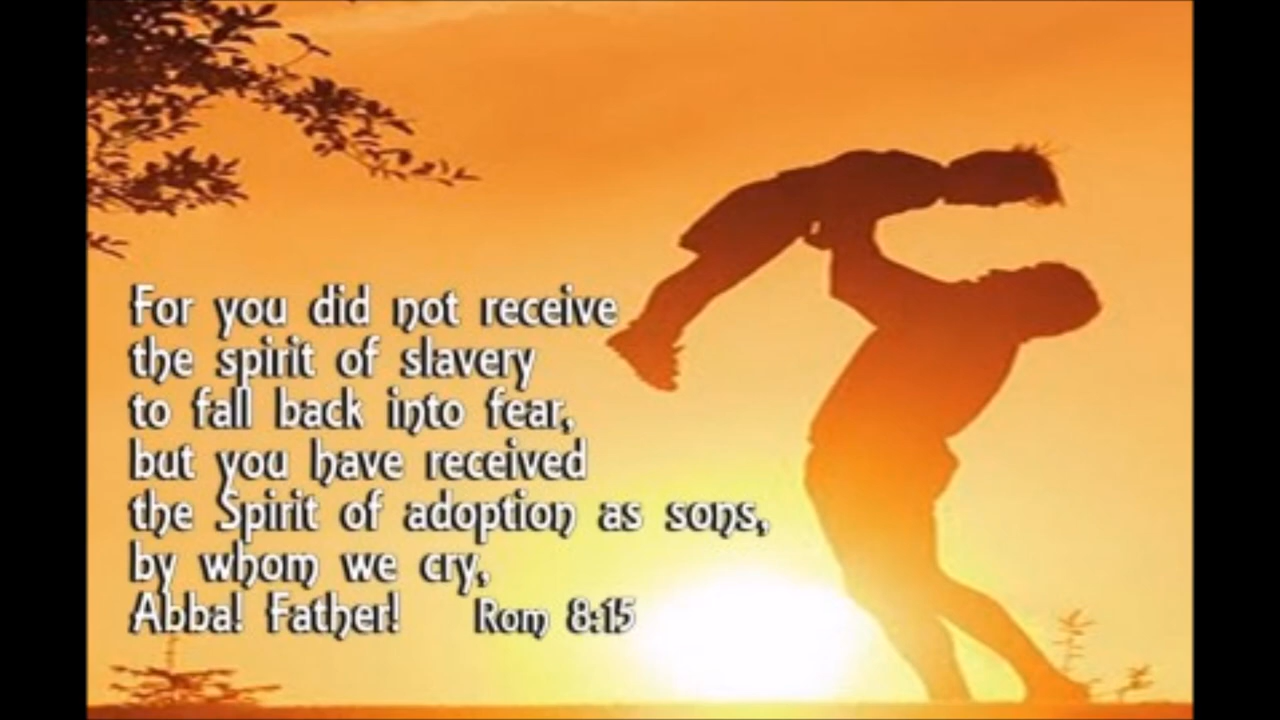 For you did not receive
the spirit of slavery
to fall back into fear,
but you have received
the Spirit of adoption as sons,
by whom we cry,
Abba! Father! Rom 8:15